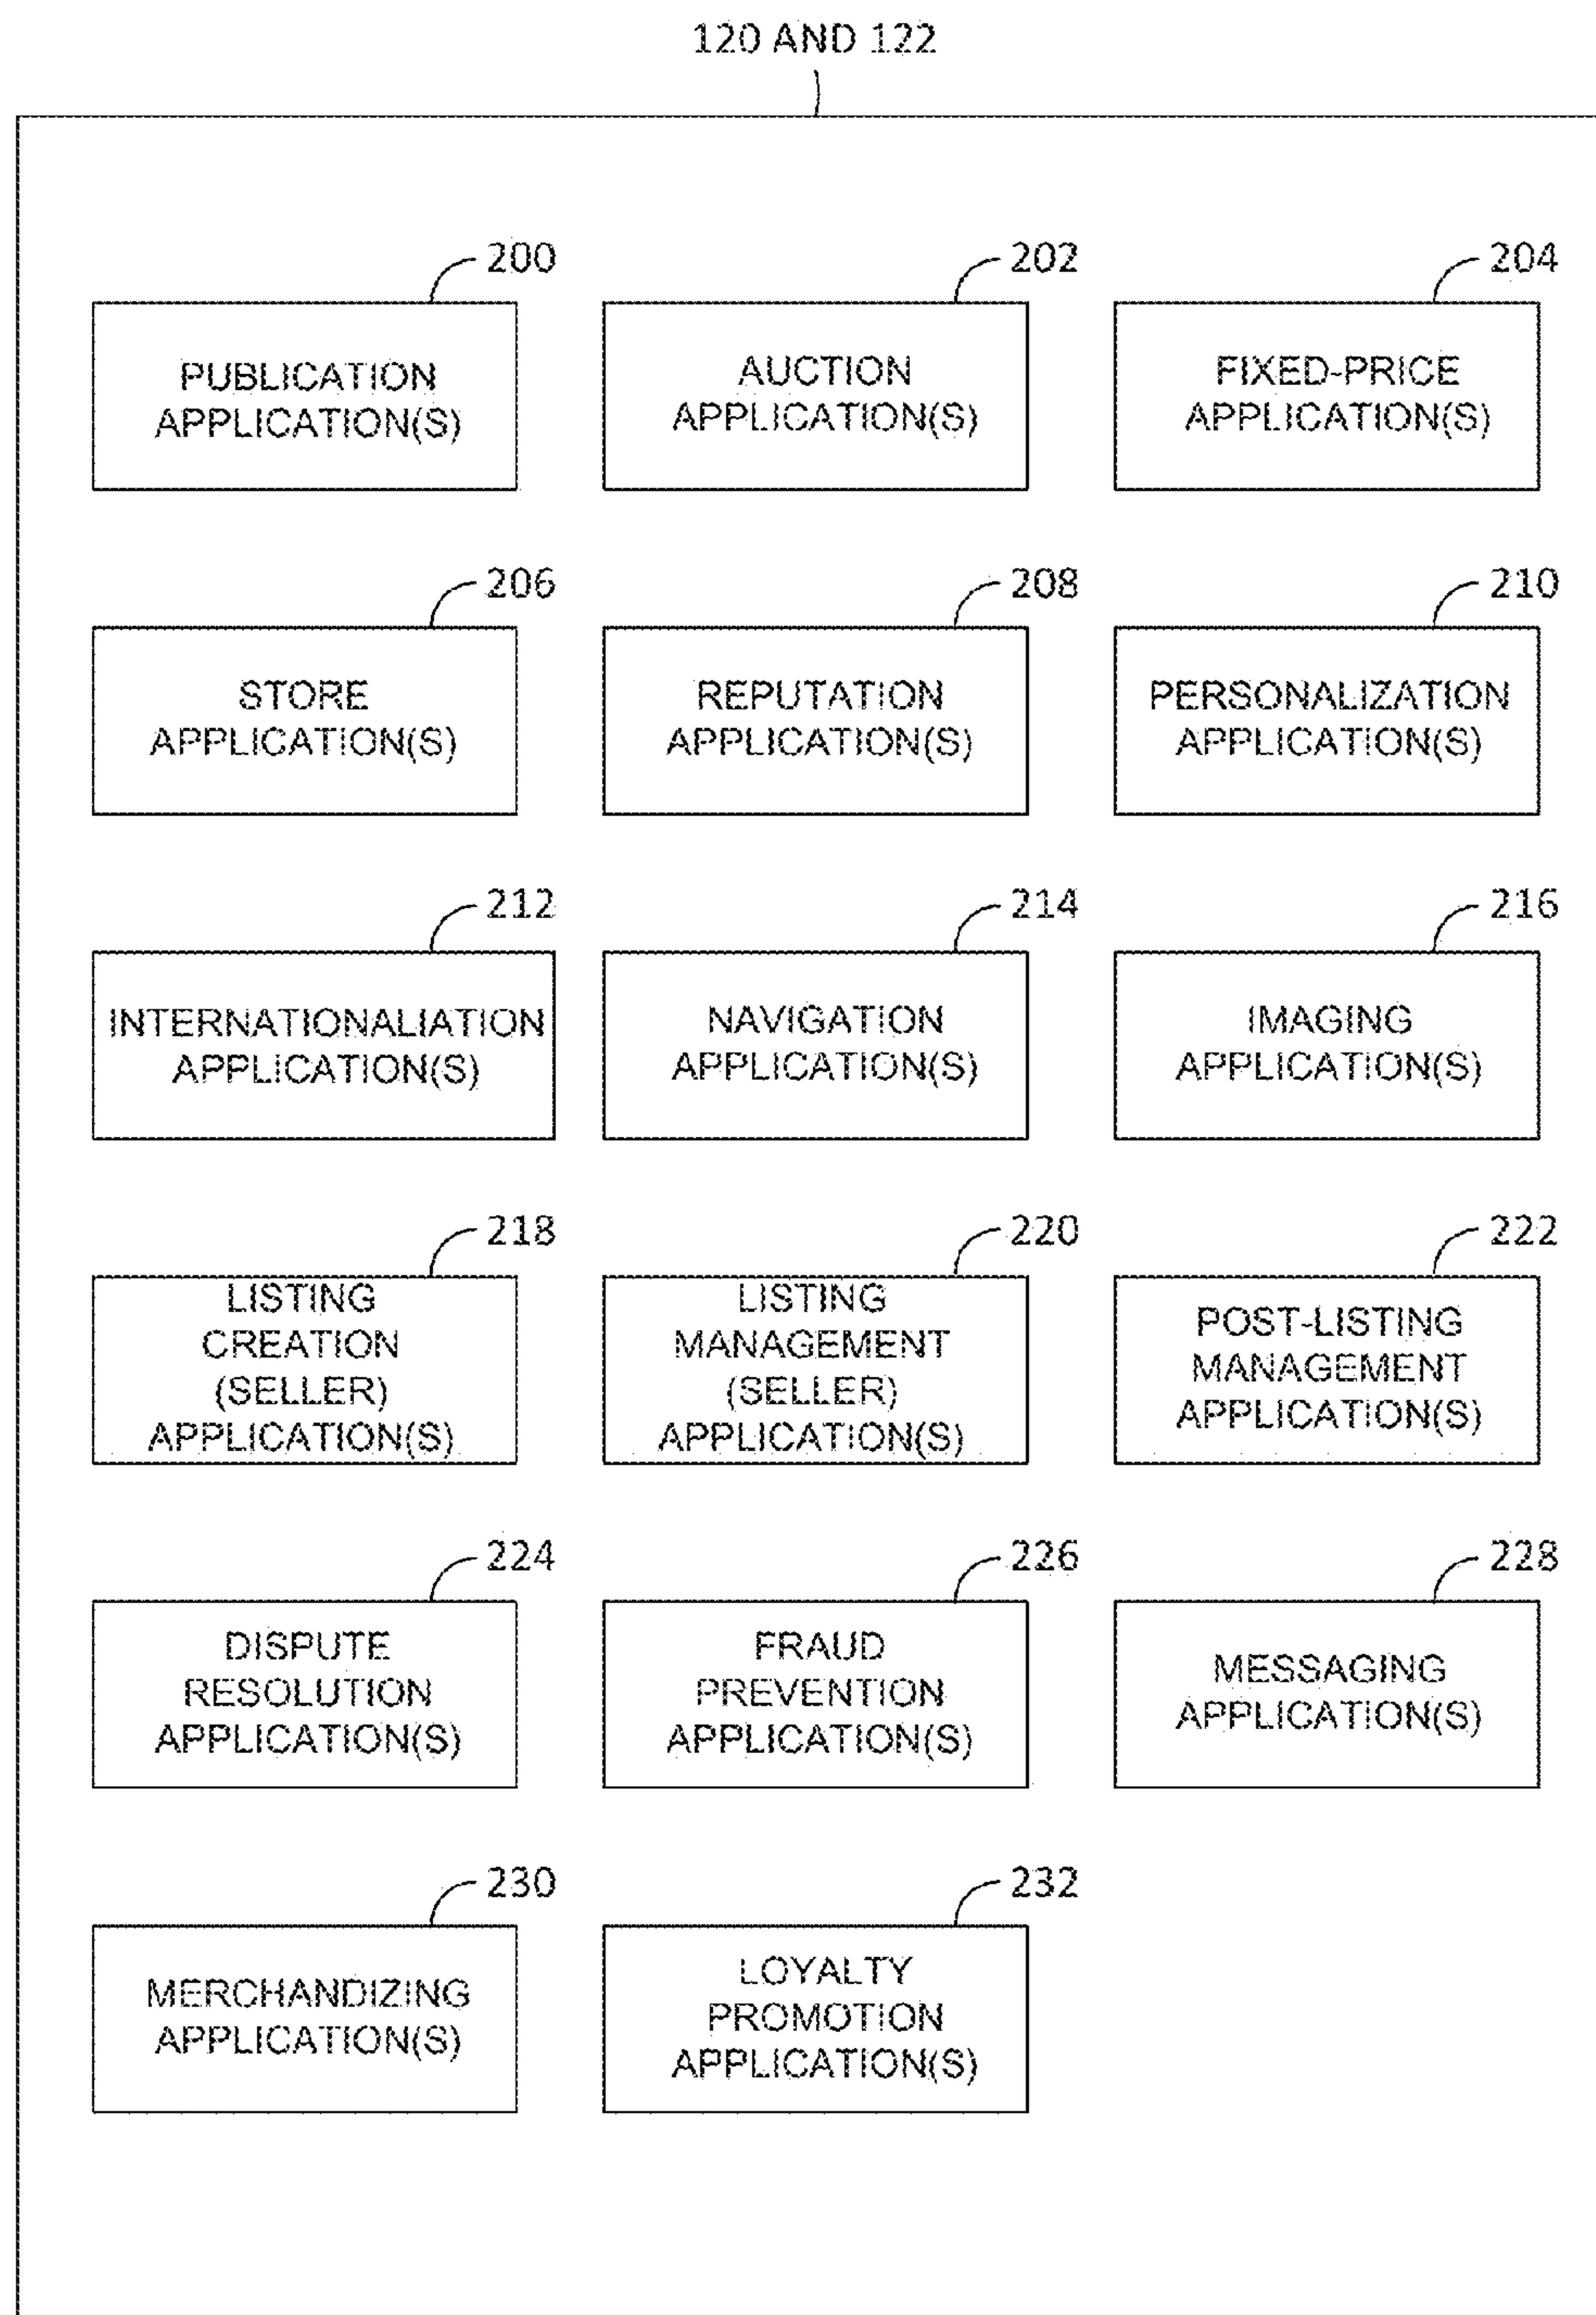 120 AND 122
200
202
204
PUBLICATION
APPLICATION(S)
AUCTION
APPLICATION(S)
FIXED-PRICE
APPLICATION(S)
206
208
210
STORE
APPLICATION(S)
REPUTATION
APPLICATION(S)
PERSONALIZATION
APPLICATION(S)
212
214
216
INTERNATIONALIATION
APPLICATION(S)
NAVIGATION
APPLICATION(S)
IMAGING
APPLICATION(S)
218
220
222
LISTING
CREATION
(SELLER)
APPLICATION(S)
LISTING
MANAGEMENT
(SELLER)
APPLICATION(S)
POST-LISTING
MANAGEMENT
APPLICATION(S)
224
226
228
DISPUTE
RESOLUTION
APPLICATION(S)
FRAUD
PREVENTION
APPLICATION(S)
MESSAGING
APPLICATION(S)
230
232
MERCHANDIZING
APPLICATION(S)
LOYALTY
PROMOTION
APPLICATION(S)